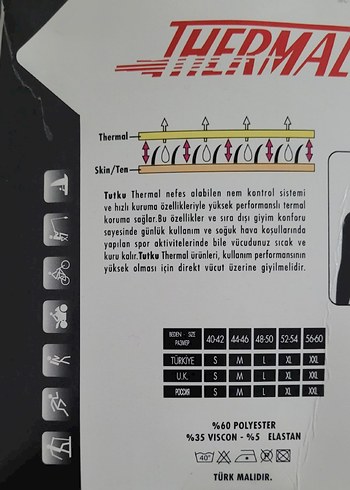 THERMAL
Thermal
Skin/Ten
Tutku Thermal nefes alabilen nem kontrol sistemi
ve hızlı kuruma özellikleriyle yüksek performanslı termal
koruma sağlar.Bu özellikler ve sıra dışı giyim konforu
sayesinde günlük kullanım ve soğuk hava koşullarında
yapılan spor aktivitelerinde bile vücudunuz sıcak ve
kuru kalır.Tutku Thermal ürünleri, kullanım performansının
yüksek olması için direkt vücut üzerine giyilmelidir.
BEDEN - SIZE РАЗМЕР 40-42 44-46 48-50 52-54 56-60
TÜRKİYE S M L XL XXL
U.K. S M L XL XXL
РОССИЯ S M L XL XXL
%60 POLYESTER
%35 VISCON - %5 ELASTAN
40°
TÜRK MALIDIR.